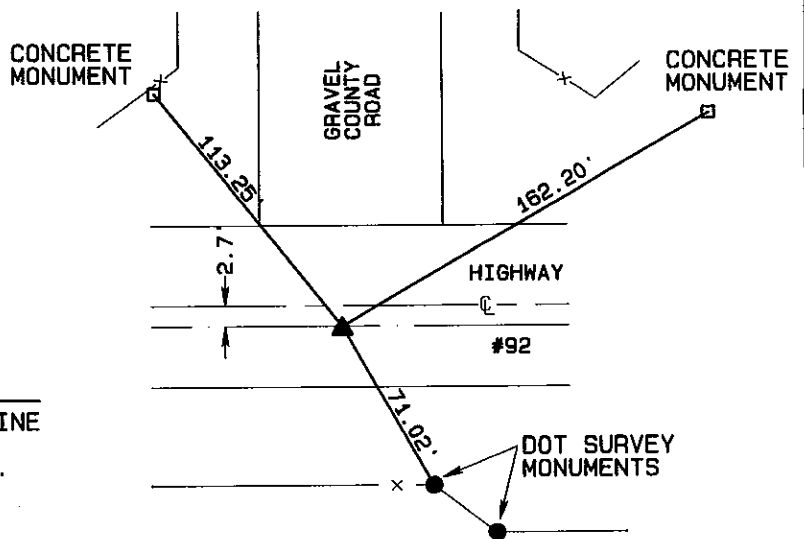 CONCRETE
MONUMENT
GRAVEL
COUNTY
ROAD
CONCRETE
MONUMENT
113.25'
162.20'
2.7'
HIGHWAY
℄
#92
71.02'
INE
.
DOT SURVEY
MONUMENTS
×
×
×